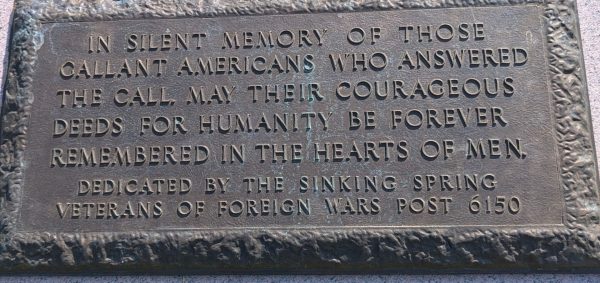 IN SILENT MEMORY OF THOSE
GALLANT AMERICANS WHO ANSWERED
THE CALL. MAY THEIR COURAGEOUS
DEEDS FOR HUMANITY BE FOREVER
REMEMBERED IN THE HEARTS OF MEN.
DEDICATED BY THE SINKING SPRING
VETERANS OF FOREIGN WARS POST 6150